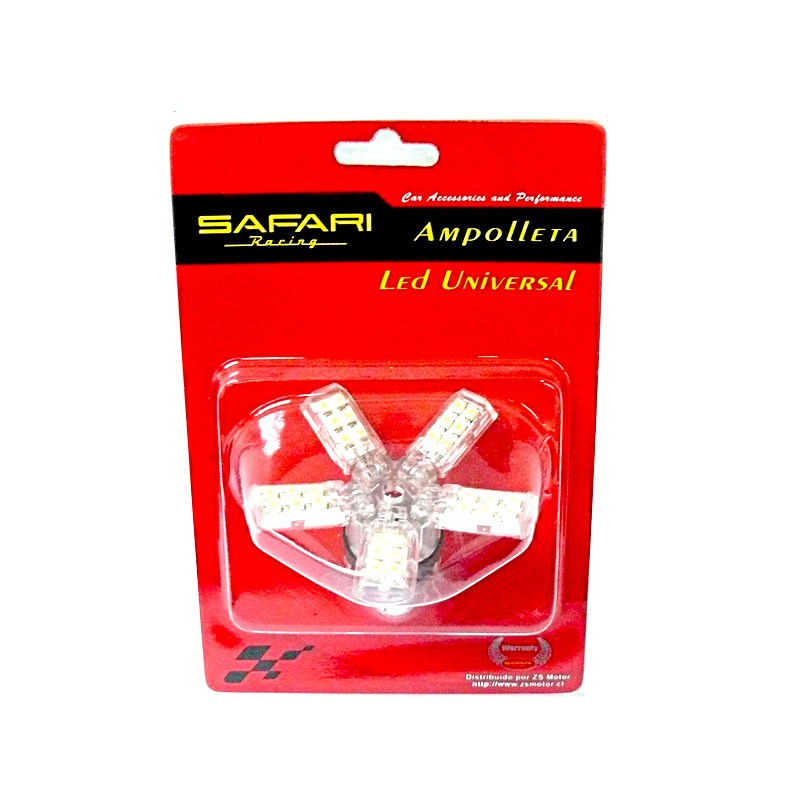 Car Accessories and Performance
SAFARI
Racing
Ampolleta
Led Universal
Warranty
Distribuido por ZS Motor
http://www.zsmotor.cl